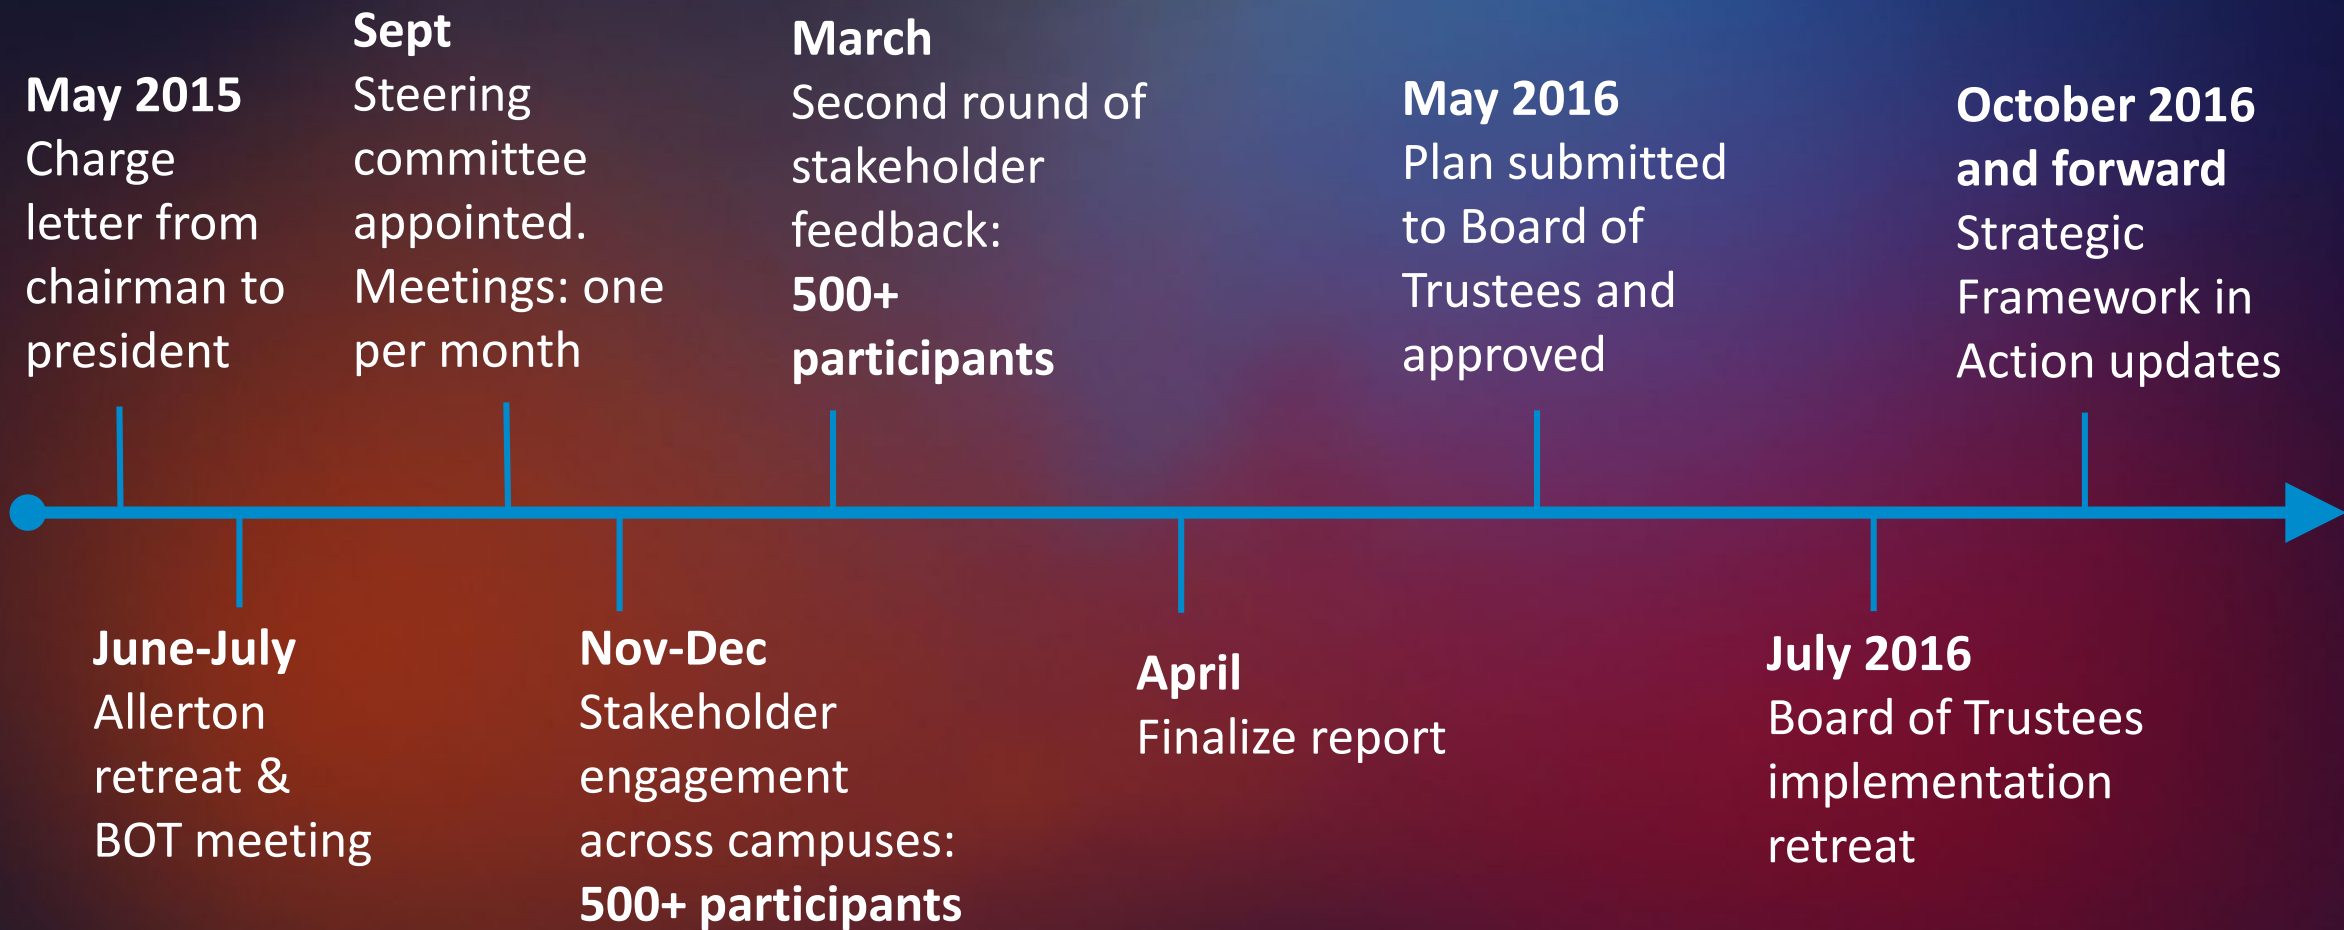 May 2015
Charge
letter from
chairman to
president
June-July
Allerton
retreat &
BOT meeting
Sept
Steering
committee
appointed.
Meetings: one
per month
Nov-Dec
Stakeholder
engagement
across campuses:
500+ participants
March
Second round of
stakeholder
feedback:
500+
participants
April
Finalize report
May 2016
Plan submitted
to Board of
Trustees and
approved
July 2016
Board of Trustees
implementation
retreat
October 2016
and forward
Strategic
Framework in
Action updates